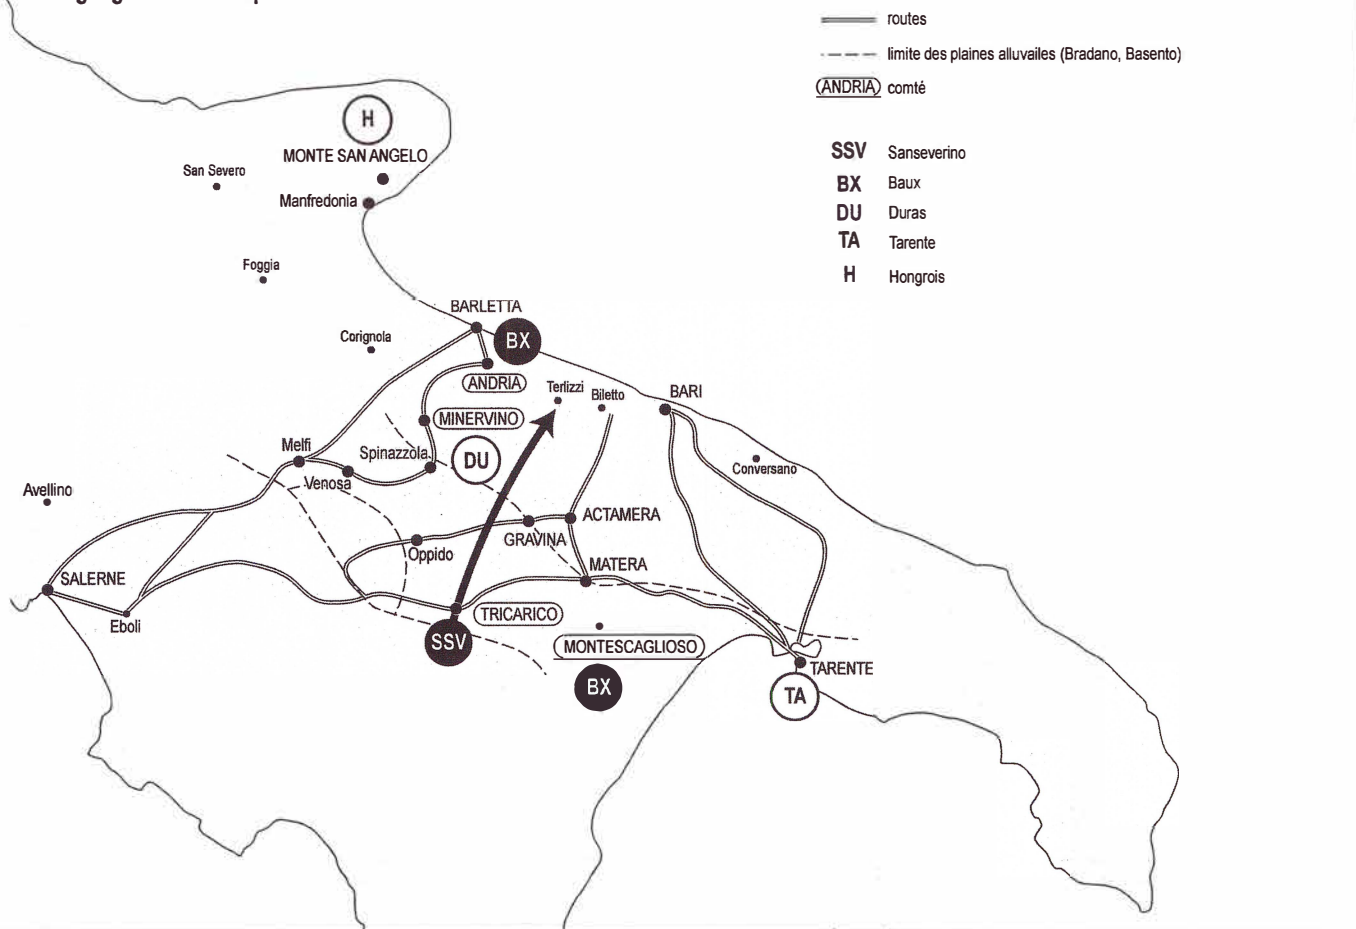 routes
limite des plaines alluvailes (Bradano, Basento)
ANDRIA comté
SSV Sanseverino
BX Baux
DU Duras
TA Tarente
H Hongrois
H
MONTE SAN ANGELO
San Severo
Manfredonia
Foggia
BARLETTA
Corignola
BX
ANDRIA
Terlizzi
Biletto
BARI
MINERVINO
Melfi
Spinazzola
DU
Conversano
Venosa
Avellino
ACTAMERA
GRAVINA
Oppido
MATERA
SALERNE
TRICARICO
Eboli
SSV
MONTESCAGLIOSO
TARENTE
BX
TA